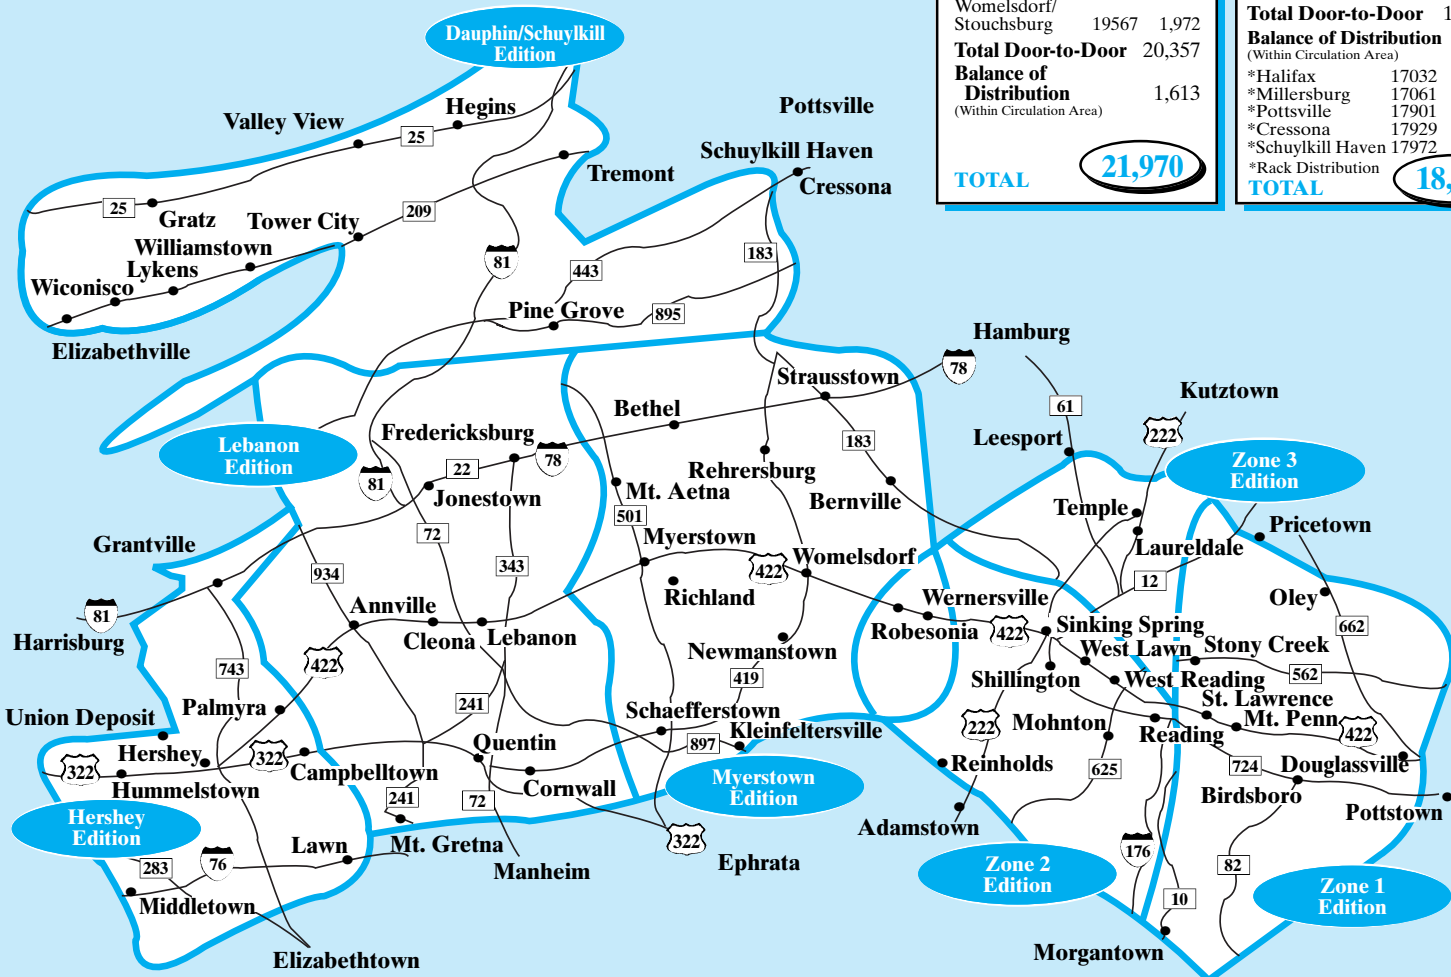 Dauphin/Schuylkill
Edition
Womelsdorf/
Stouchsburg 19567 1,972
Total Door-to-Door 20,357
Balance of
Distribution 1,613
(Within Circulation Area)
TOTAL 21,970
Total Door-to-Door 1
Balance of Distribution
(Within Circulation Area)
*Halifax 17032
*Millersburg 17061
*Pottsville 17901
*Cressona 17929
*Schuylkill Haven 17972
*Rack Distribution
TOTAL 18,
Hegins
Valley View
25
Pottsville
Schuylkill Haven
Cressona
Tremont
25
Gratz
Tower City
209
Williamstown
Lykens
Wiconisco
Elizabethville
81
443
183
Pine Grove
895
Hamburg
78
Strausstown
Kutztown
61
222
Leesport
Bethel
183
Fredericksburg
78
Lebanon
Edition
22
81
Jonestown
Rehrersburg
Mt. Aetna
Bernville
Zone 3
Edition
Temple
Pricetown
501
72
Myerstown
Laureldale
Grantville
934
343
422
Womelsdorf
12
Oley
Richland
81
Harrisburg
Annville
Cleona
Lebanon
Wernersville
Robesonia
422
Sinking Spring
662
West Lawn
Stony Creek
Newmanstown
743
422
419
Shillington
West Reading
562
St. Lawrence
Palmyra
241
Union Deposit
Schaefferstown
Kleinfeltersville
222
Mohnton
Mt. Penn
422
Reading
Hershey
322
322
Quentin
897
Campbelltown
Hummelstown
Cornwall
Myerstown
Edition
Reinholds
625
724
Douglassville
Birdsboro
Pottstown
241
72
Hershey
Edition
Adamstown
322
Mt. Gretna
Lawn
283
76
Manheim
Ephrata
Zone 2
Edition
176
82
Zone 1
Edition
10
Middletown
Morgantown
Elizabethtown